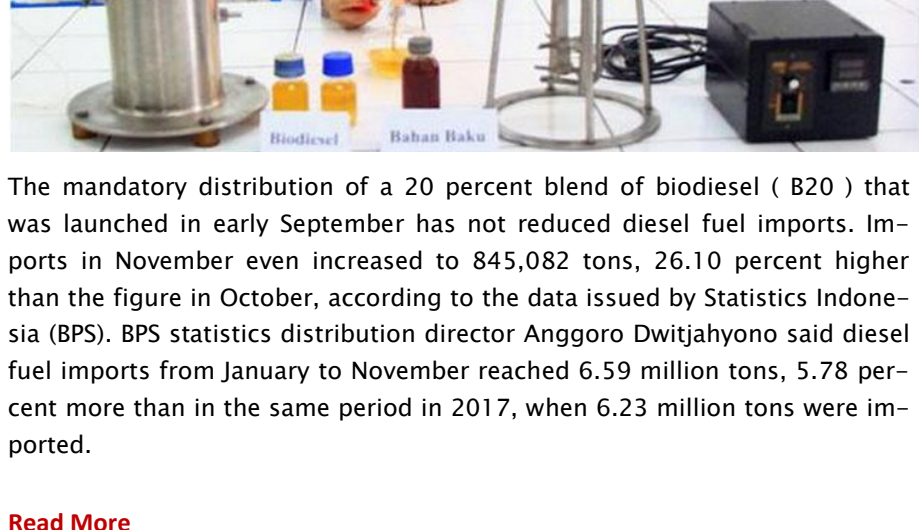 Biodiesel
Bahan Baku
The mandatory distribution of a 20 percent blend of biodiesel ( B20 ) that
was launched in early September has not reduced diesel fuel imports. Im-
ports in November even increased to 845,082 tons, 26.10 percent higher
than the figure in October, according to the data issued by Statistics Indone-
sia (BPS). BPS statistics distribution director Anggoro Dwitjahyono said diesel
fuel imports from January to November reached 6.59 million tons, 5.78 per-
cent more than in the same period in 2017, when 6.23 million tons were im-
ported.
Read More